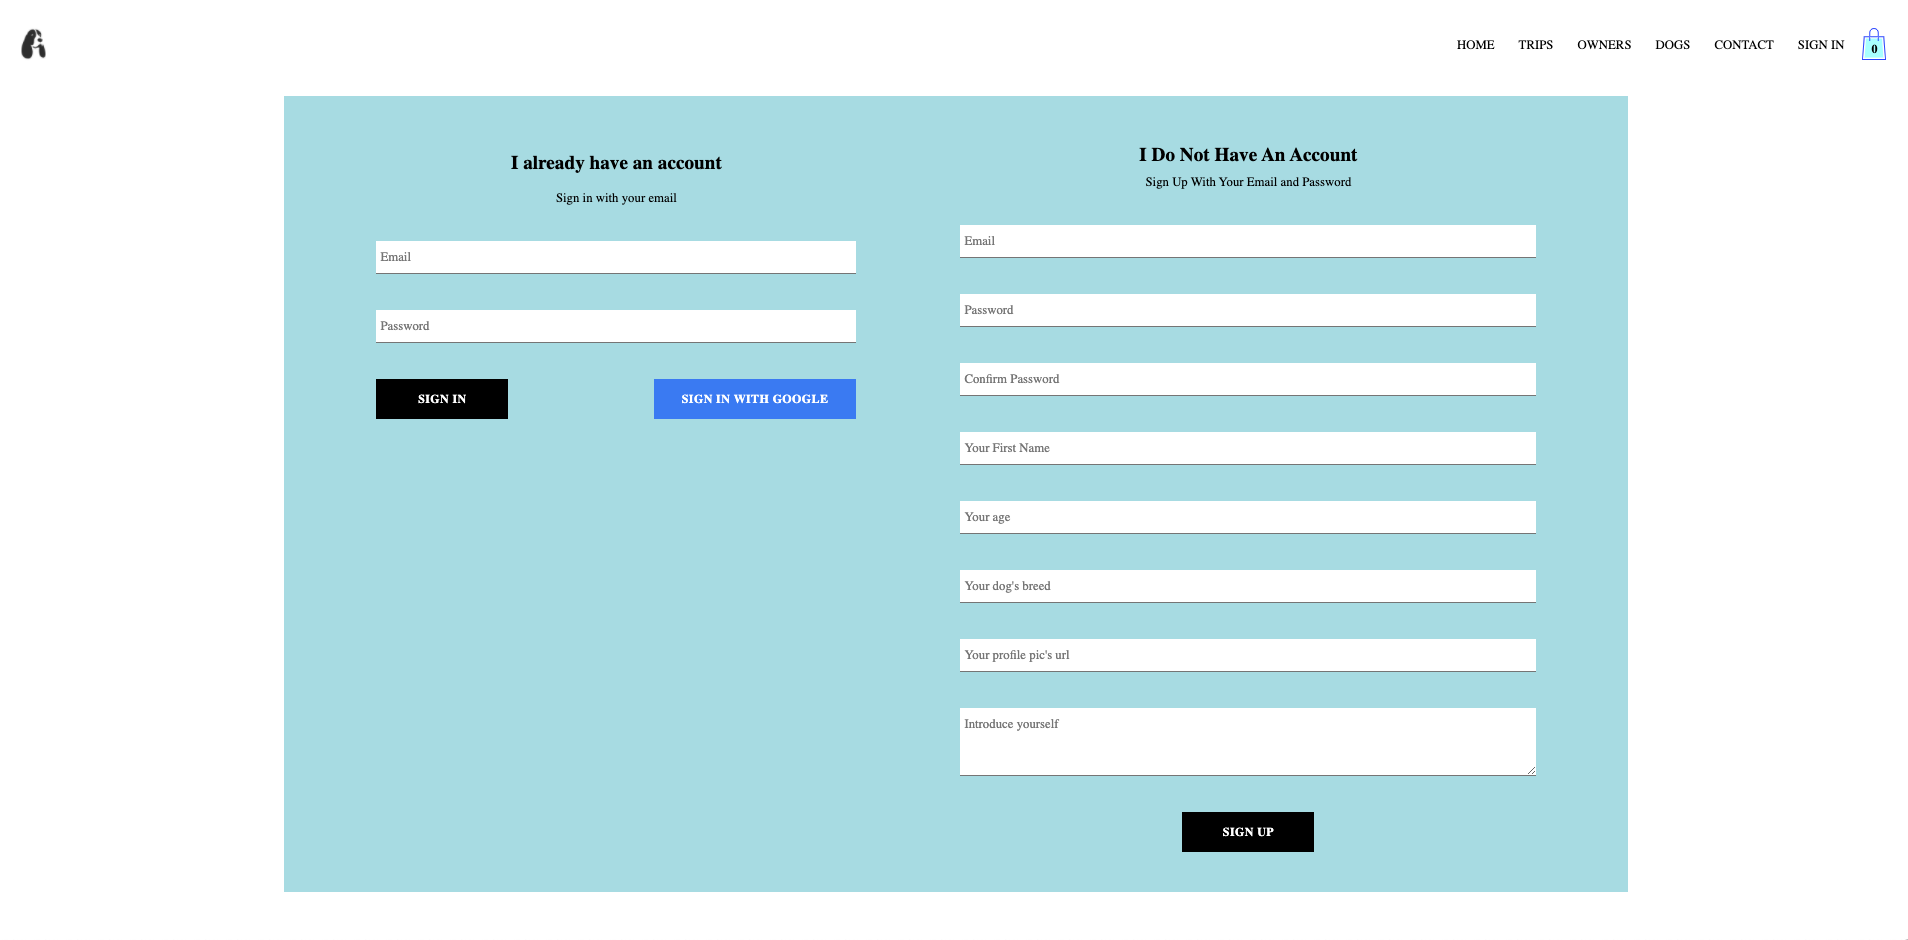 HOME TRIPS OWNERS DOGS CONTACT SIGN IN 0
I already have an account
Sign in with your email
Email
Password
SIGN IN SIGN IN WITH GOOGLE
I Do Not Have An Account
Sign Up With Your Email and Password
Email
Password
Confirm Password
Your First Name
Your age
Your dog's breed
Your profile pic's url
Introduce yourself
SIGN UP